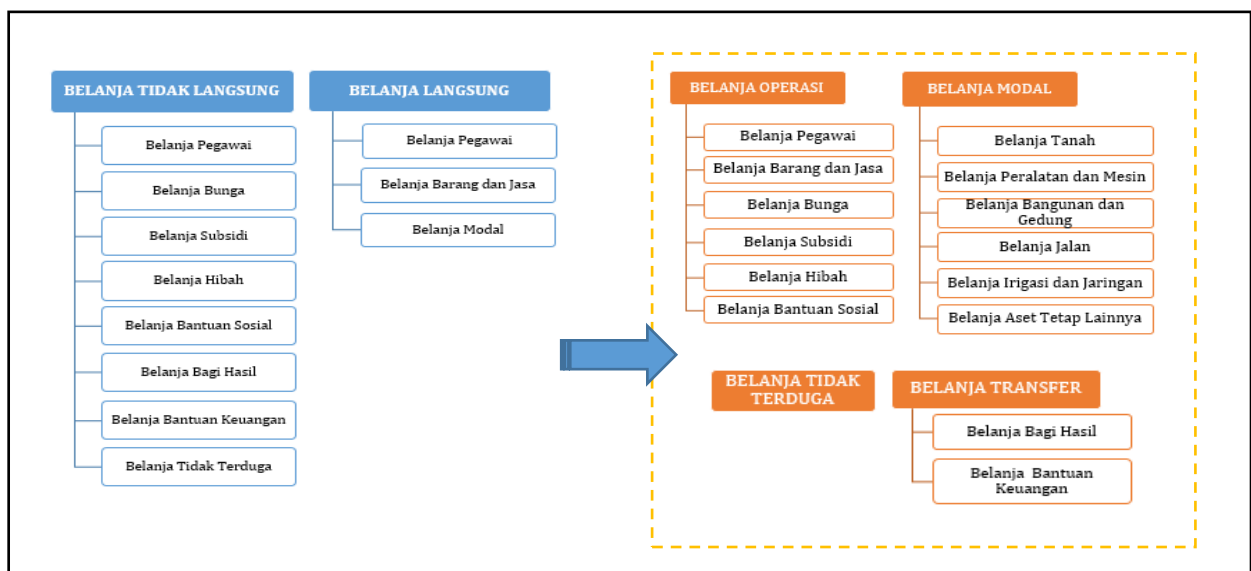 BELANJA TIDAK LANGSUNG
Belanja Pegawai
Belanja Bunga
Belanja Subsidi
Belanja Hibah
Belanja Bantuan Sosial
Belanja Bagi Hasil
Belanja Bantuan Keuangan
Belanja Tidak Terduga
BELANJA LANGSUNG
Belanja Pegawai
Belanja Barang dan Jasa
Belanja Modal
BELANJA OPERASI
Belanja Pegawai
Belanja Barang dan Jasa
Belanja Bunga
Belanja Subsidi
Belanja Hibah
Belanja Bantuan Sosial
BELANJA MODAL
Belanja Tanah
Belanja Peralatan dan Mesin
Belanja Bangunan dan
Gedung
Belanja Jalan
Belanja Irigasi dan Jaringan
Belanja Aset Tetap Lainnya
BELANJA TIDAK
TERDUGA
BELANJA TRANSFER
Belanja Bagi Hasil
Belanja Bantuan
Keuangan